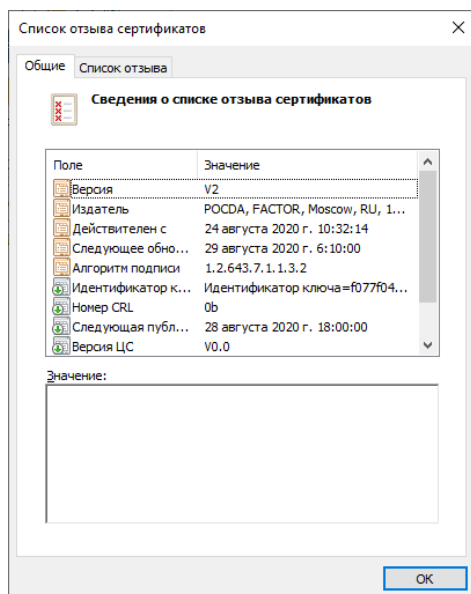 Список отзыва сертификатов
Общие Список отзыва
Сведения о списке отзыва сертификатов
Поле Значение
Версия V2
Издатель POCDA, FACTOR, Moscow, RU, 1...
Действителен с 24 августа 2020 г. 10:32:14
Следующее обно... 29 августа 2020 г. 6:10:00
Алгоритм подписи 1.2.643.7.1.1.3.2
Идентификатор к... Идентификатор ключа=f077f04...
Номер CRL 0b
Следующая публ... 28 августа 2020 г. 18:00:00
Версия ЦС V0.0
Значение:
ОК